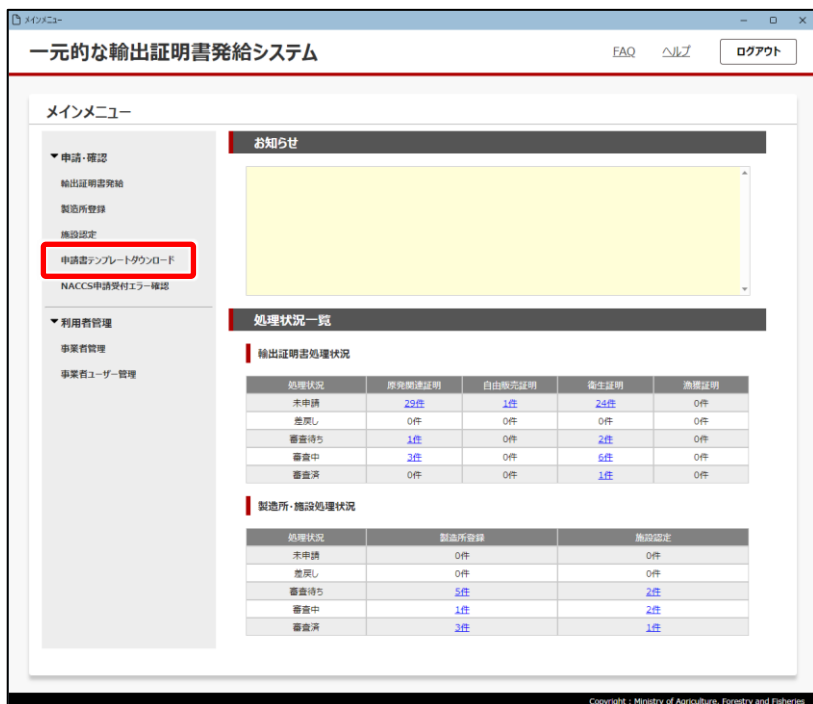 メインメニュー
一元的な輸出証明書発給システム
FAQ ヘルプ ログアウト
メインメニュー
▼申請・確認
輸出証明書発給
製造所登録
施設認定
申請書テンプレートダウンロード
NACCS申請受付エラー確認
▼利用者管理
事業者管理
事業者ユーザー管理
お知らせ
処理状況一覧
輸出証明書処理状況
処理状況 原発関連証明 自由販売証明 衛生証明 漁獲証明
未申請 29件 1件 24件 0件
差戻し 0件 0件 0件 0件
審査待ち 1件 0件 2件 0件
審査中 3件 0件 6件 0件
審査済 0件 0件 1件 0件
製造所・施設処理状況
処理状況 製造所登録 施設認定
未申請 0件 0件
差戻し 0件 0件
審査待ち 5件 2件
審査中 1件 2件
審査済 3件 1件
Copyright : Ministry of Agriculture, Forestry and Fisheries